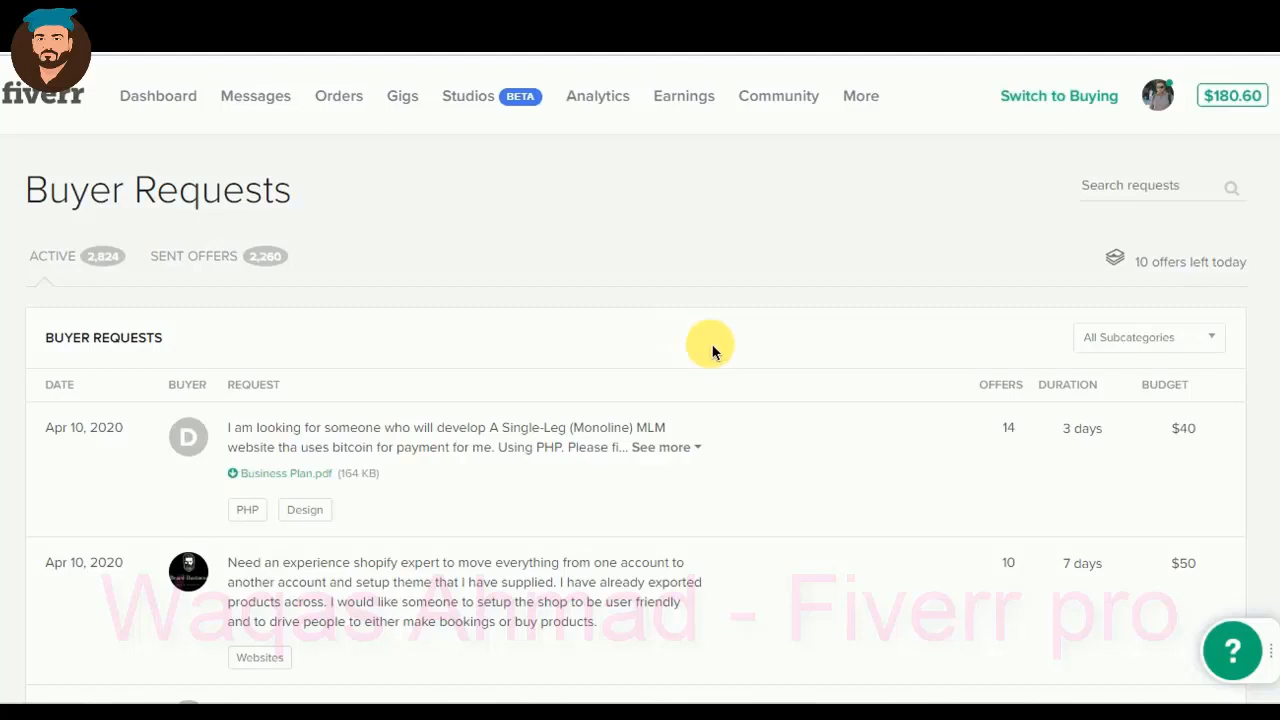 fiverr
Dashboard Messages Orders Gigs Studios BETA Analytics Earnings Community More Switch to Buying $180.60
Buyer Requests
Search requests
ACTIVE 2,824 SENT OFFERS 2,260
10 offers left today
BUYER REQUESTS
All Subcategories
DATE BUYER REQUEST OFFERS DURATION BUDGET
Apr 10, 2020 D I am looking for someone who will develop A Single-Leg (Monoline) MLM 14 3 days $40
website tha uses bitcoin for payment for me. Using PHP. Please fi... See more
Business Plan.pdf (164 KB)
PHP Design
Apr 10, 2020 Need an experience shopify expert to move everything from one account to 10 7 days $50
another account and setup theme that I have supplied. I have already exported
products across. I would like someone to setup the shop to be user friendly
and to drive people to either make bookings or buy products.
Waqas Ahmad - Fiverr pro
Websites
?